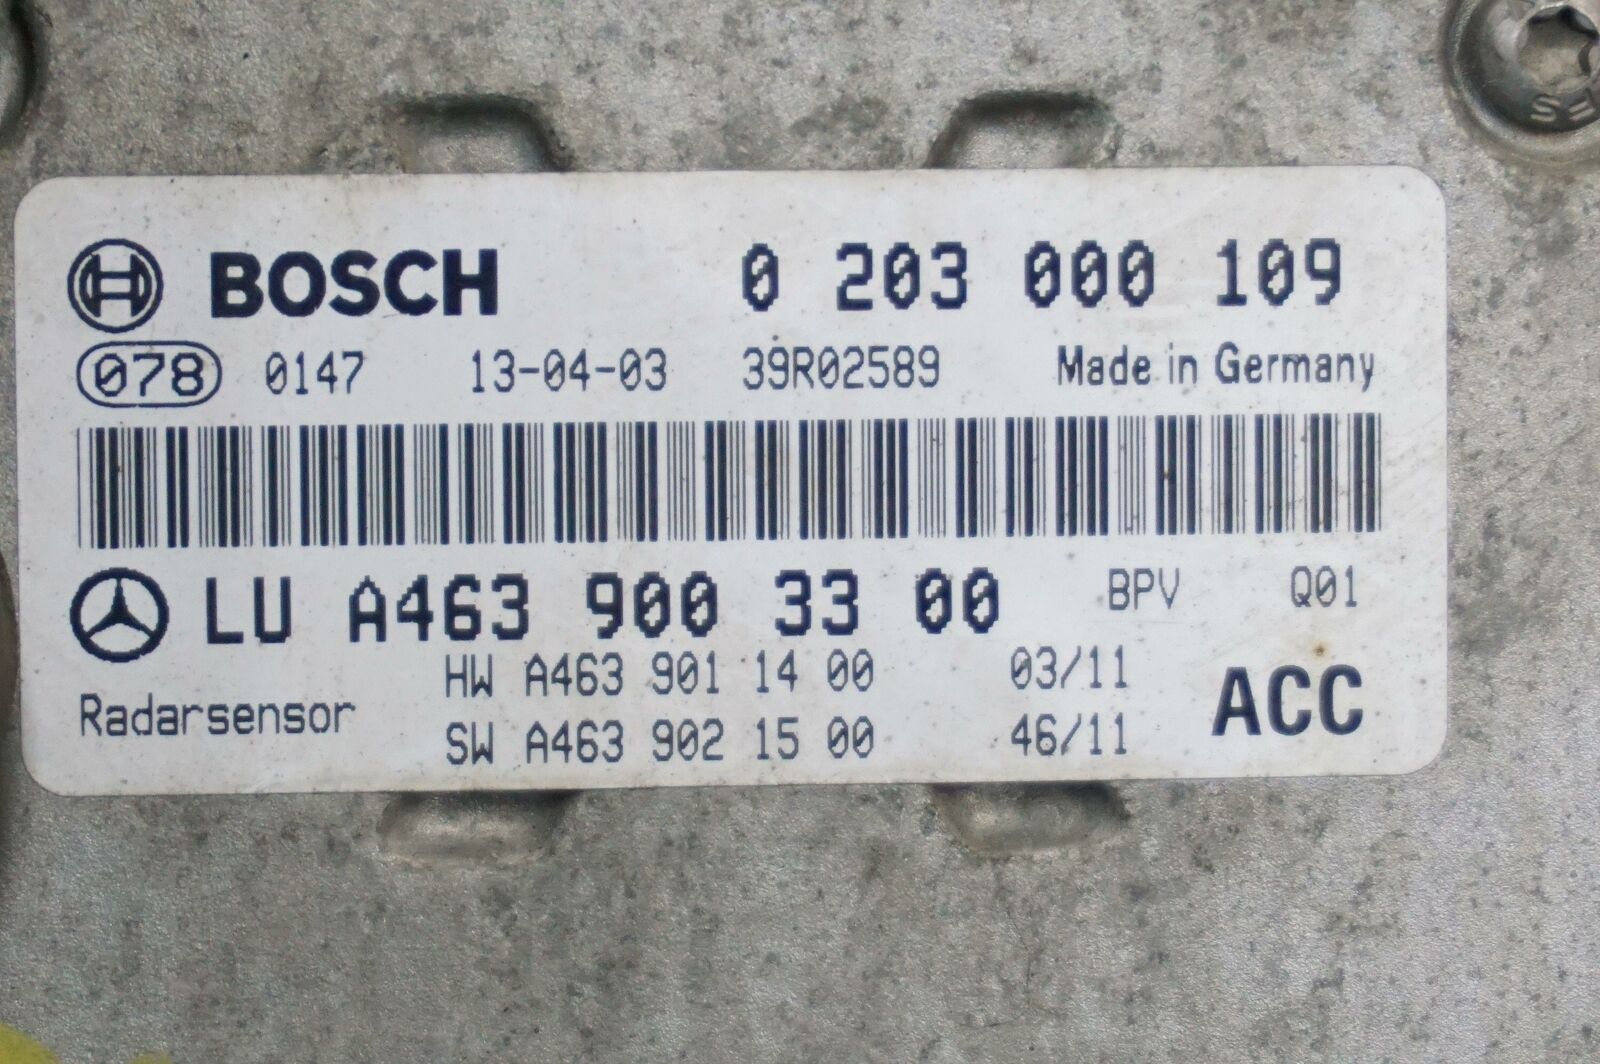 BOSCH 0 203 000 109
078 0147 13-04-03 39R02589 Made in Germany
LU A463 900 33 00 BPV Q01
HW A463 901 14 00 03/11
Radarsensor ACC
SW A463 902 15 00 46/11